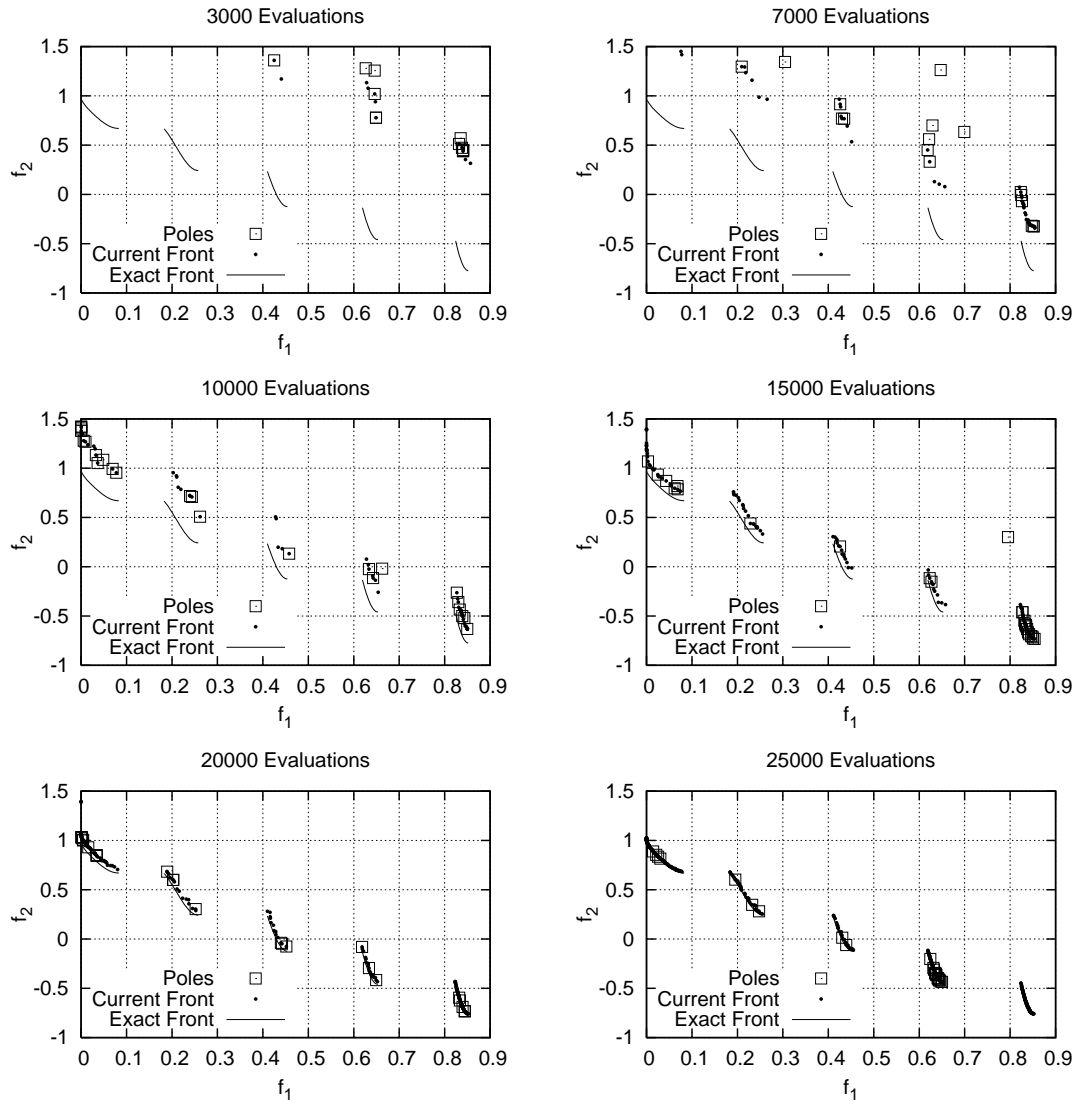 3000 Evaluations
1.5
1
0.5
0
-0.5
-1
f2
Poles
Current Front
Exact Front
0 0.1 0.2 0.3 0.4 0.5 0.6 0.7 0.8 0.9
f1
7000 Evaluations
1.5
1
0.5
0
-0.5
-1
f2
Poles
Current Front
Exact Front
0 0.1 0.2 0.3 0.4 0.5 0.6 0.7 0.8 0.9
f1
10000 Evaluations
1.5
1
0.5
0
-0.5
-1
f2
Poles
Current Front
Exact Front
0 0.1 0.2 0.3 0.4 0.5 0.6 0.7 0.8 0.9
f1
15000 Evaluations
1.5
1
0.5
0
-0.5
-1
f2
Poles
Current Front
Exact Front
0 0.1 0.2 0.3 0.4 0.5 0.6 0.7 0.8 0.9
f1
20000 Evaluations
1.5
1
0.5
0
-0.5
-1
f2
Poles
Current Front
Exact Front
0 0.1 0.2 0.3 0.4 0.5 0.6 0.7 0.8 0.9
f1
25000 Evaluations
1.5
1
0.5
0
-0.5
-1
f2
Poles
Current Front
Exact Front
0 0.1 0.2 0.3 0.4 0.5 0.6 0.7 0.8 0.9
f1